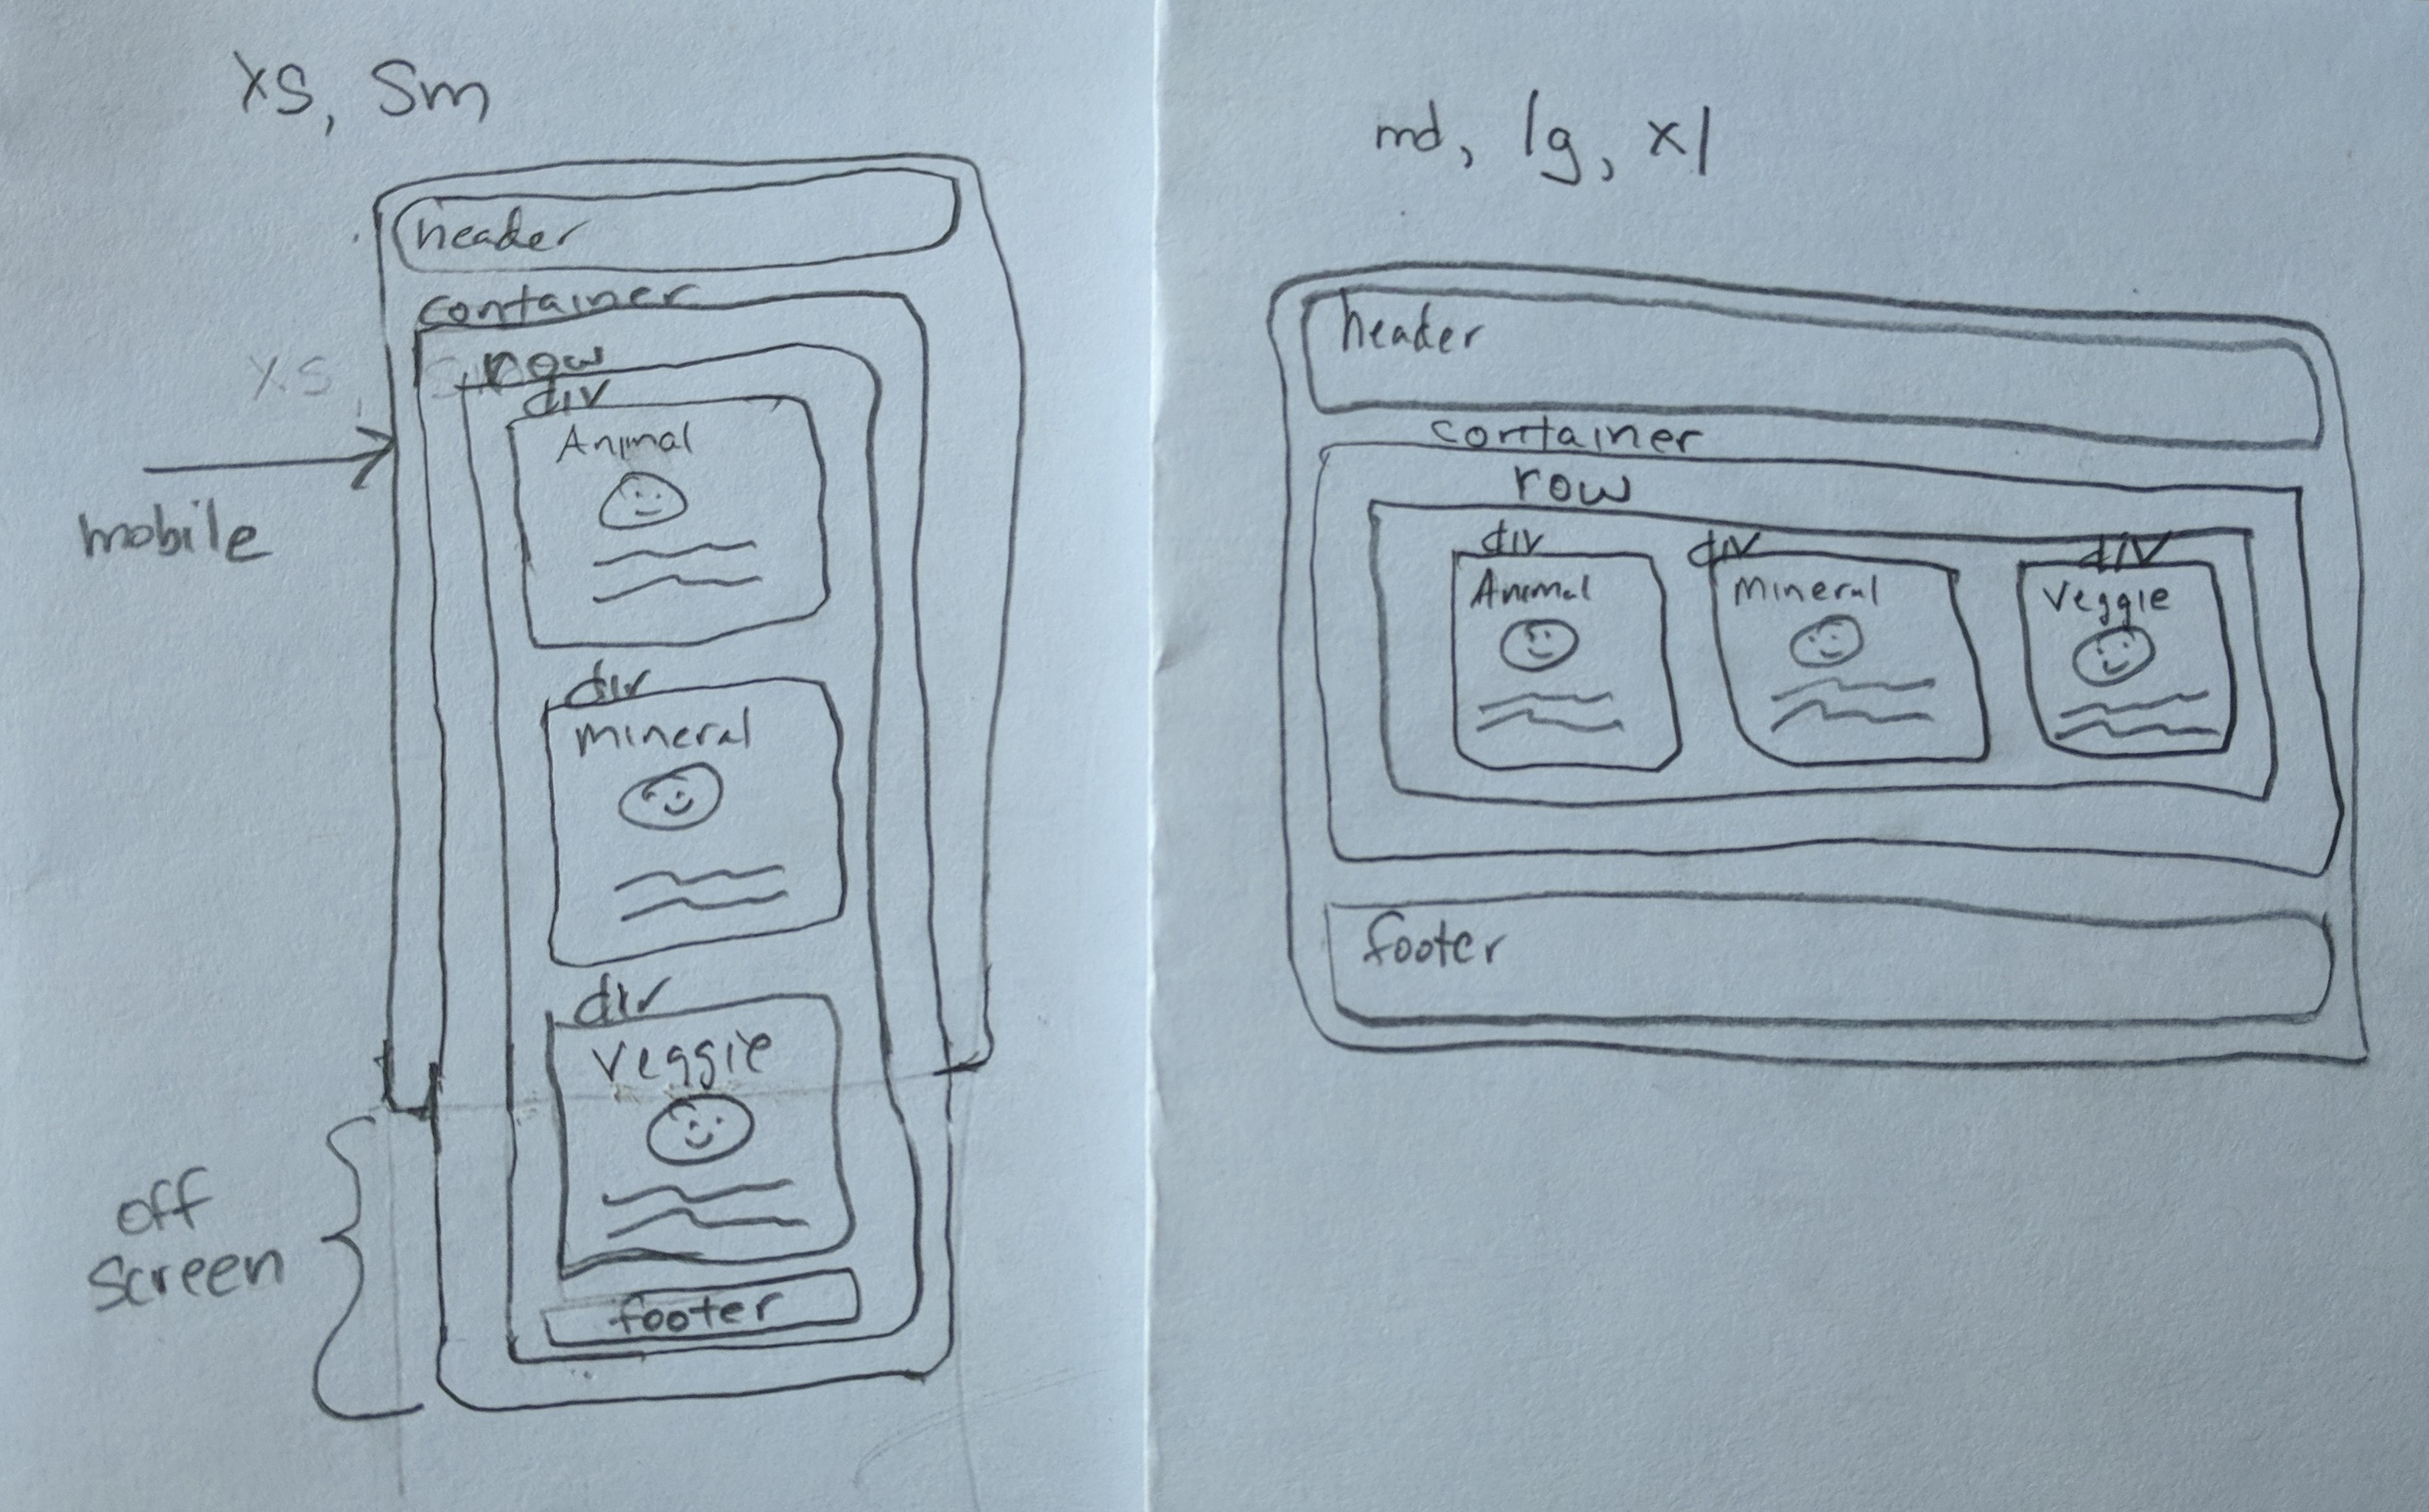 xs, sm
header
container
row
xs,
div
Animal
mobile
div
mineral
div
veggie
off
screen
footer
md, lg, xl
header
container
row
div div div
Animal mineral veggie
footer